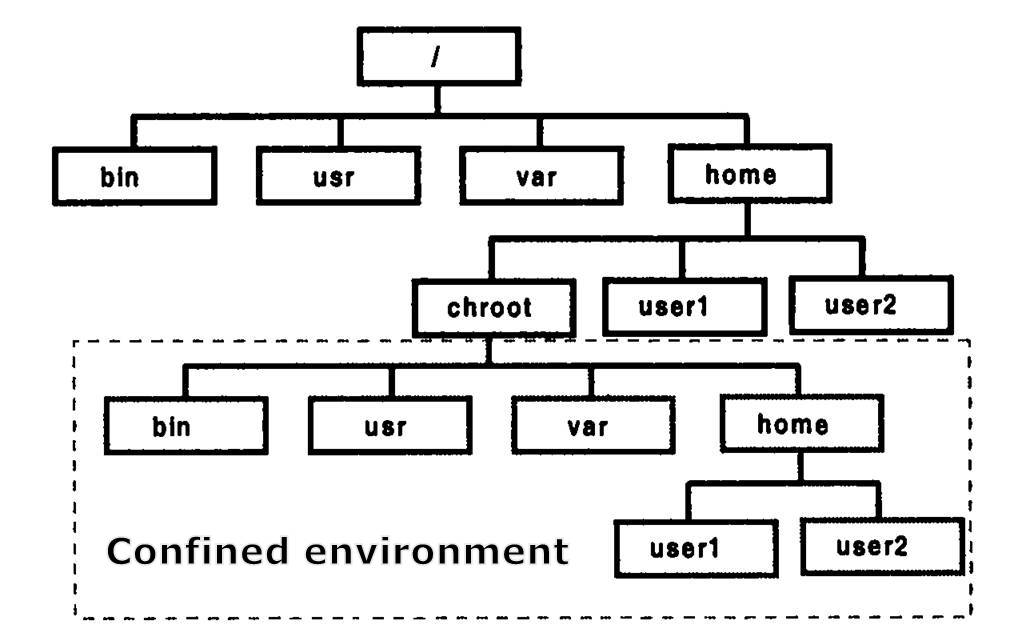 /
bin usr var home
chroot user1 user2
bin usr var home
Confined environment user1 user2